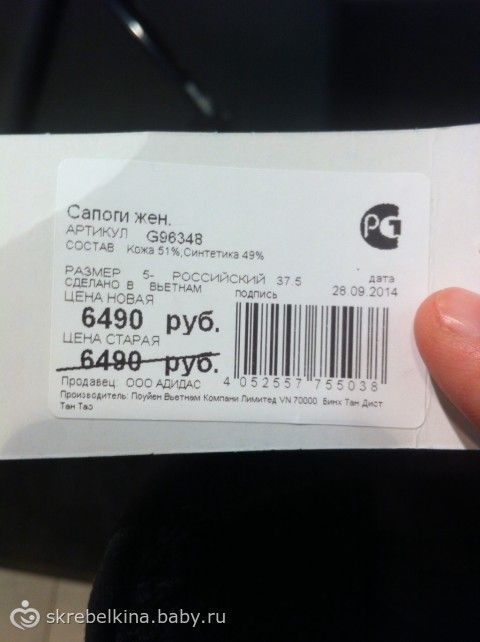 Сапоги жен.
АРТИКУЛ G96348
СОСТАВ Кожа 51%,Синтетика 49%
РАЗМЕР 5- РОССИЙСКИЙ 37.5
дата
СДЕЛАНО В ВЬЕТНАМ
подпись 28.09.2014
ЦЕНА НОВАЯ
6490 руб.
ЦЕНА СТАРАЯ
6490 руб.
Продавец: ООО АДИДАС
4 052557 755038
Производитель: Поуйен Вьетнам Компани Лимитед VN 70000 Бинх Тан Дист
Тан Тао
РСТ
skrebelkina.baby.ru